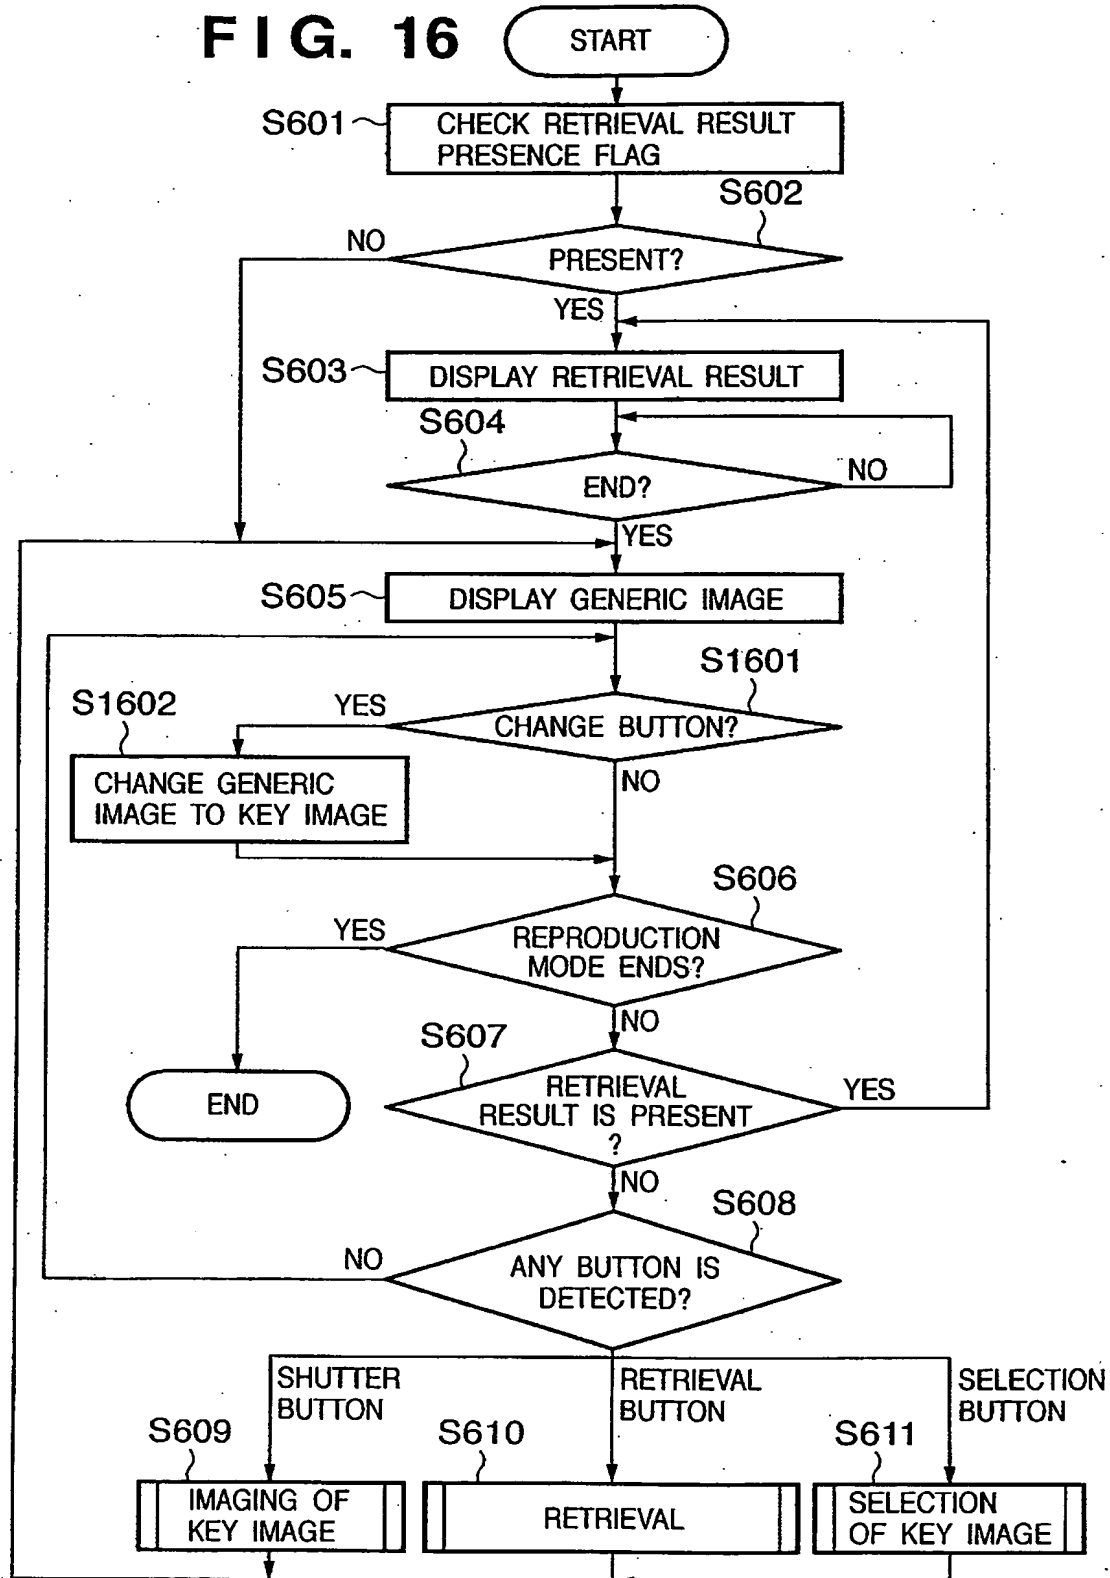 FIG. 16
START
S601
CHECK RETRIEVAL RESULT
PRESENCE FLAG
S602
NO
PRESENT?
YES
S603
DISPLAY RETRIEVAL RESULT
S604
END?
NO
YES
S605
DISPLAY GENERIC IMAGE
S1601
S1602
YES
CHANGE BUTTON?
NO
CHANGE GENERIC
IMAGE TO KEY IMAGE
S606
YES
REPRODUCTION
MODE ENDS?
NO
S607
END
RETRIEVAL
RESULT IS PRESENT
?
YES
NO
S608
NO
ANY BUTTON IS
DETECTED?
SHUTTER
BUTTON
RETRIEVAL
BUTTON
SELECTION
BUTTON
S609
S610
S611
IMAGING OF
KEY IMAGE
RETRIEVAL
SELECTION
OF KEY IMAGE